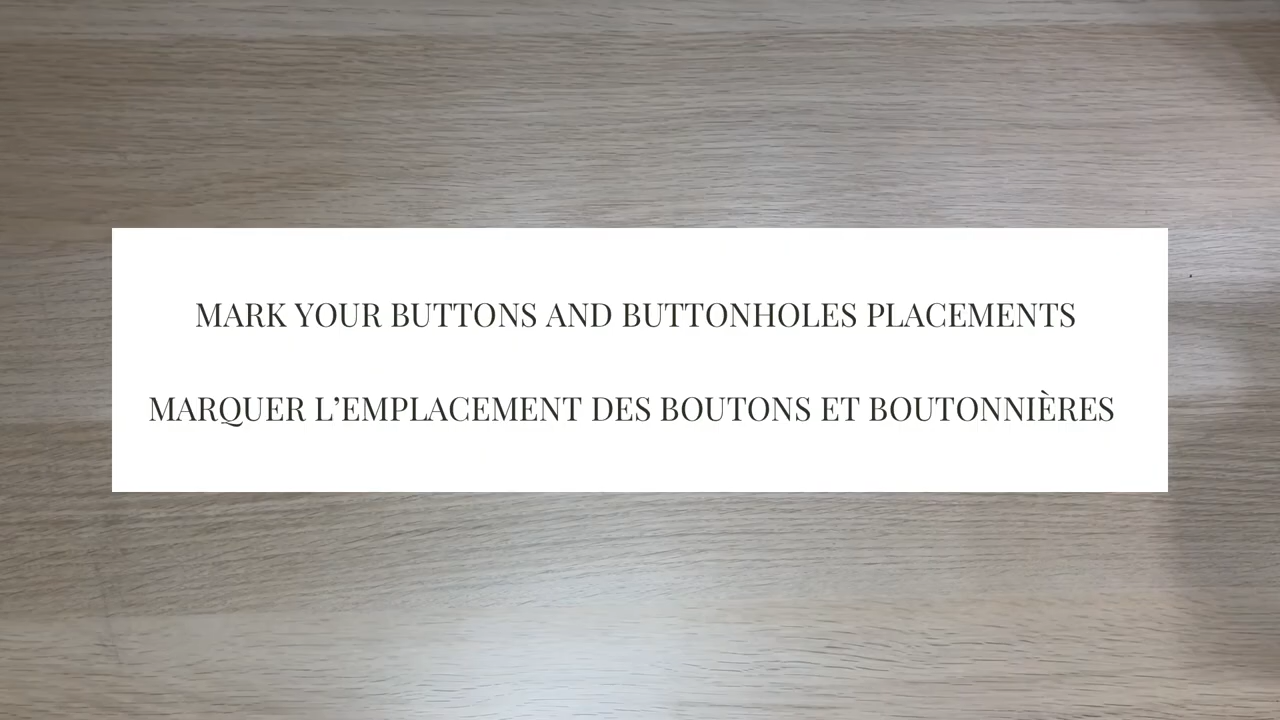 MARK YOUR BUTTONS AND BUTTONHOLES PLACEMENTS
MARQUER L’EMPLACEMENT DES BOUTONS ET BOUTONNIÈRES